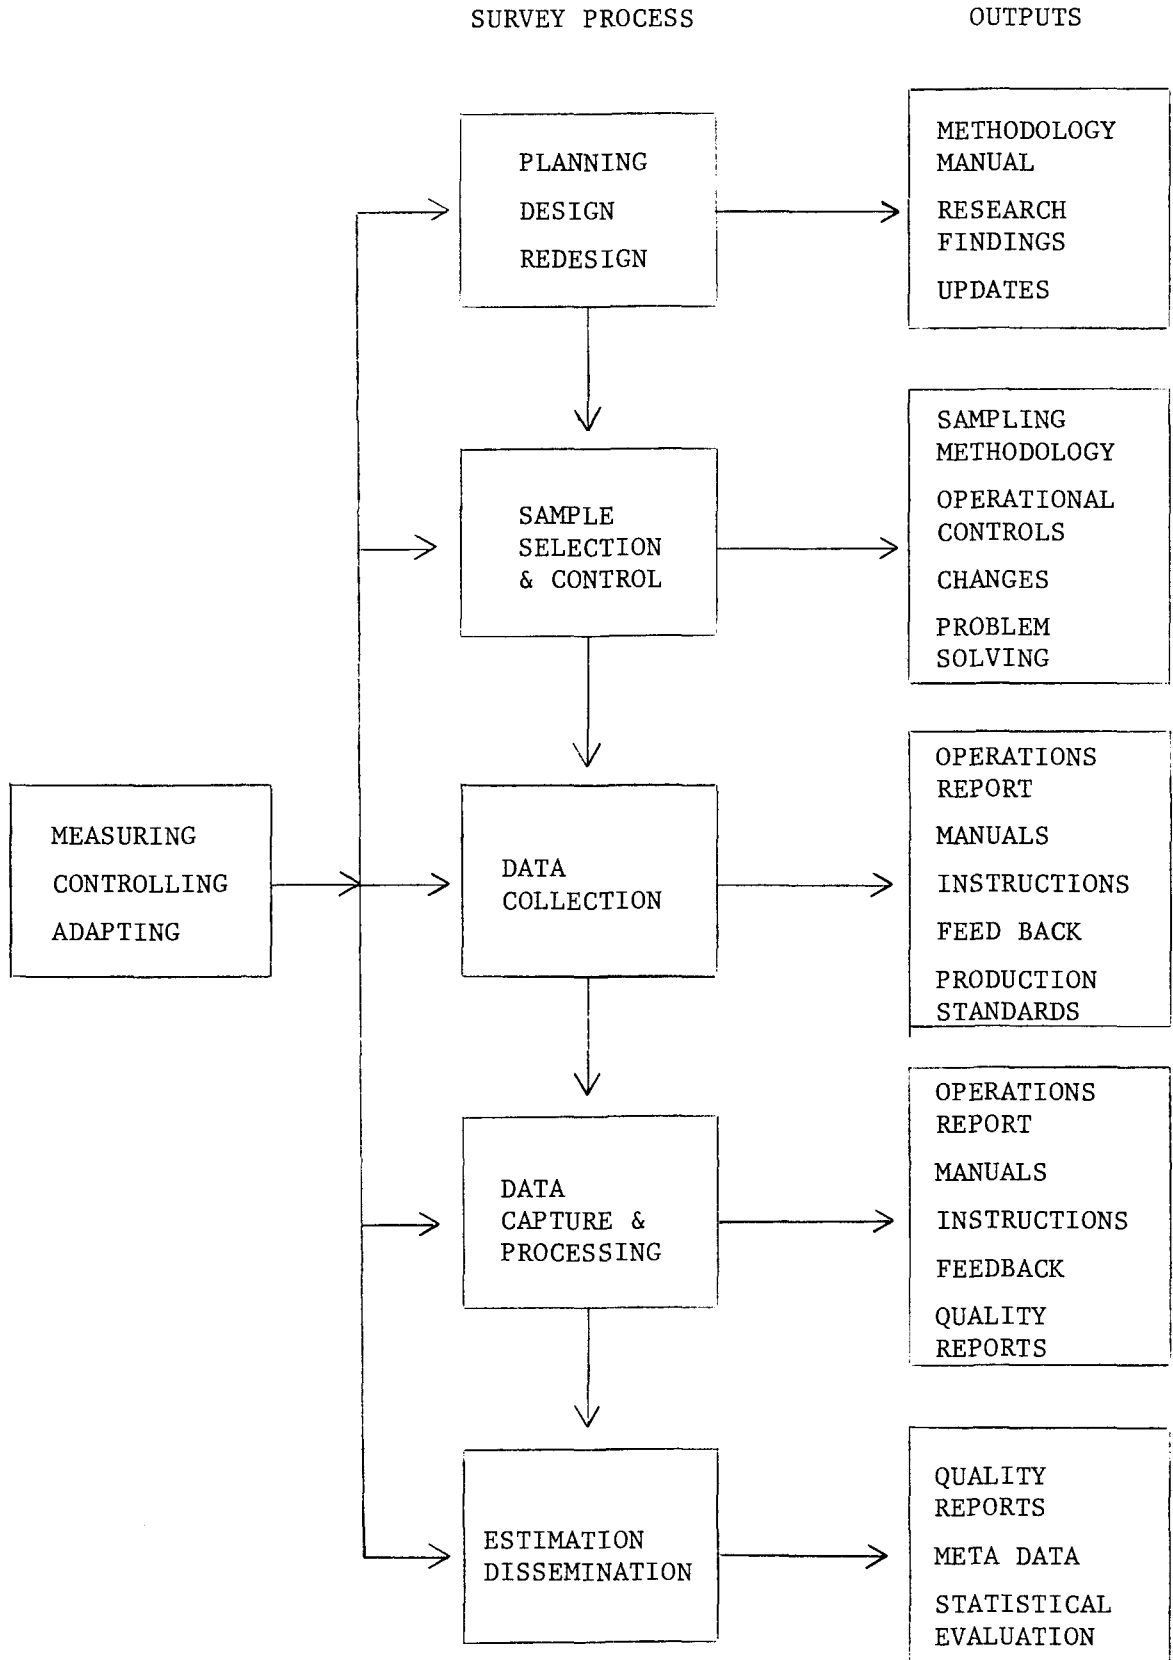 SURVEY PROCESS
OUTPUTS
PLANNING
DESIGN
REDESIGN
METHODOLOGY
MANUAL
RESEARCH
FINDINGS
UPDATES
SAMPLE
SELECTION
& CONTROL
SAMPLING
METHODOLOGY
OPERATIONAL
CONTROLS
CHANGES
PROBLEM
SOLVING
MEASURING
CONTROLLING
ADAPTING
DATA
COLLECTION
OPERATIONS
REPORT
MANUALS
INSTRUCTIONS
FEED BACK
PRODUCTION
STANDARDS
DATA
CAPTURE &
PROCESSING
OPERATIONS
REPORT
MANUALS
INSTRUCTIONS
FEEDBACK
QUALITY
REPORTS
ESTIMATION
DISSEMINATION
QUALITY
REPORTS
META DATA
STATISTICAL
EVALUATION